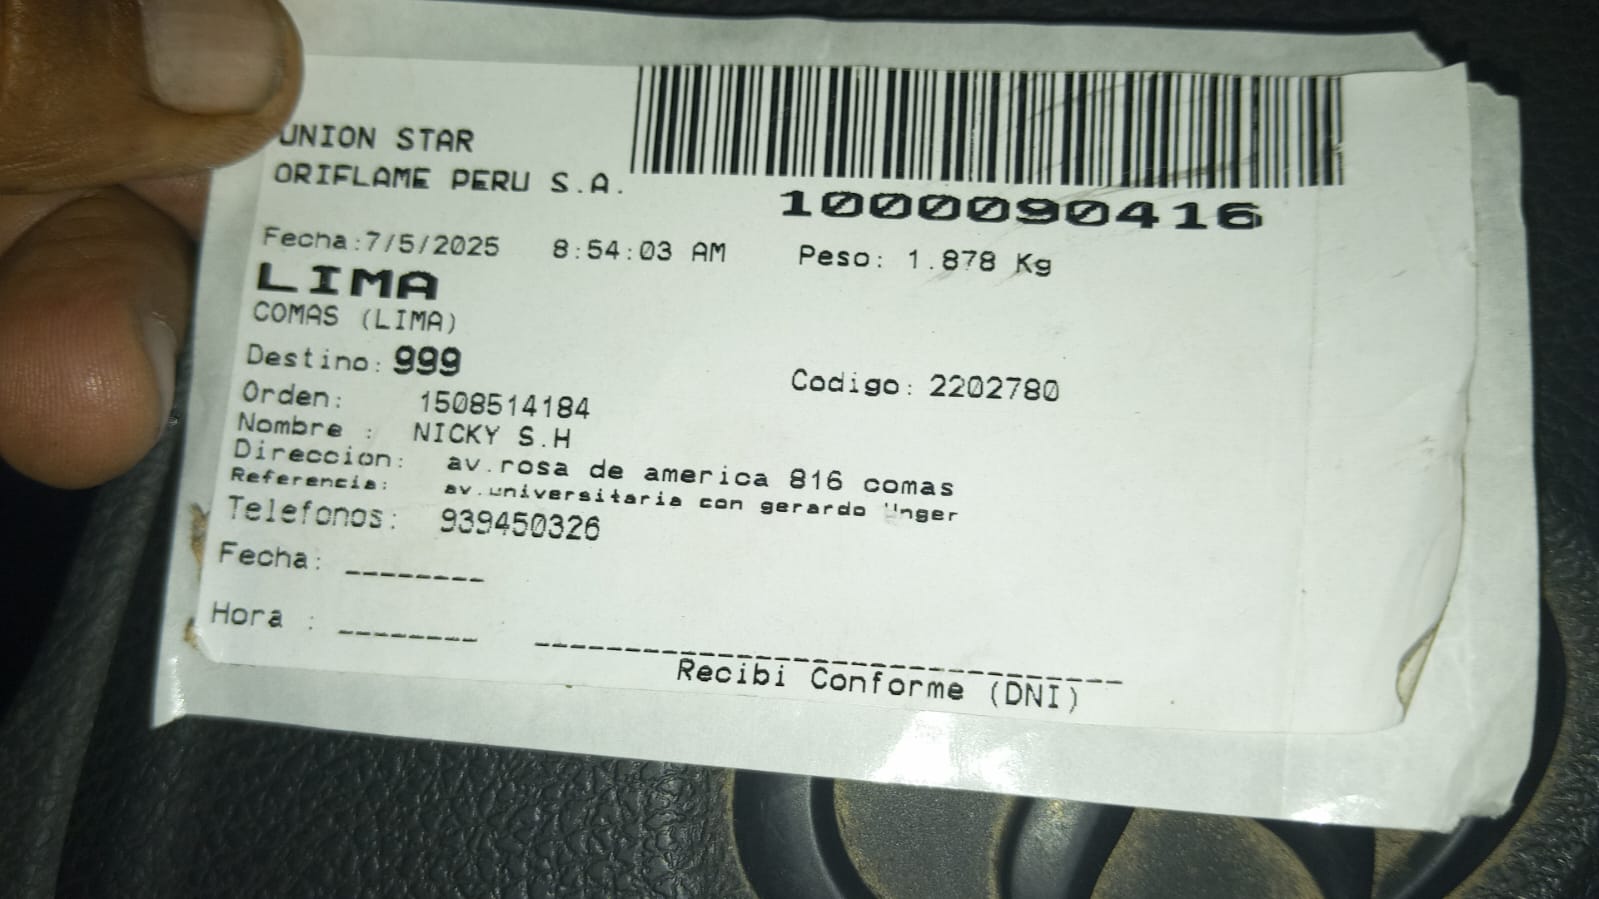 UNION STAR
ORIFLAME PERU S.A.
1000090416
Fecha:7/5/2025 8:54:03 AM Peso: 1.878 Kg
LIMA
COMAS (LIMA)
Destino: 999
Codigo: 2202780
Orden: 1508514184
Nombre : NICKY S.H
Direccion: av.rosa de america 816 comas
Referencia: av.universitaria con gerardo Unger
Telefonos: 939450326
Fecha: --------
Hora : --------
Recibi Conforme (DNI)